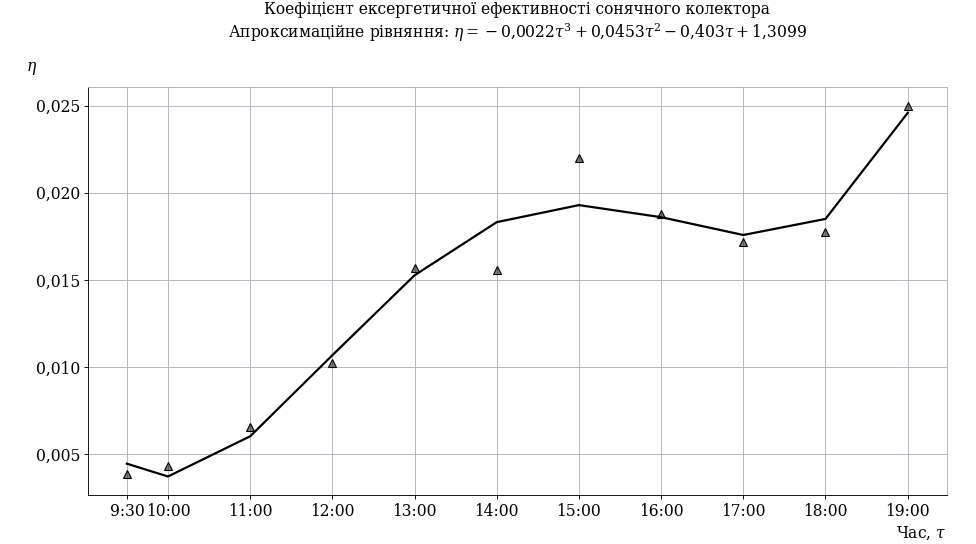 Коефіцієнт ексергетичної ефективності сонячного колектора
Апроксимаційне рівняння: η = − 0,0022τ³ + 0,0453τ² − 0,403τ + 1,3099
η
0,025
0,020
0,015
0,010
0,005
9:30 10:00 11:00 12:00 13:00 14:00 15:00 16:00 17:00 18:00 19:00
Час, τ